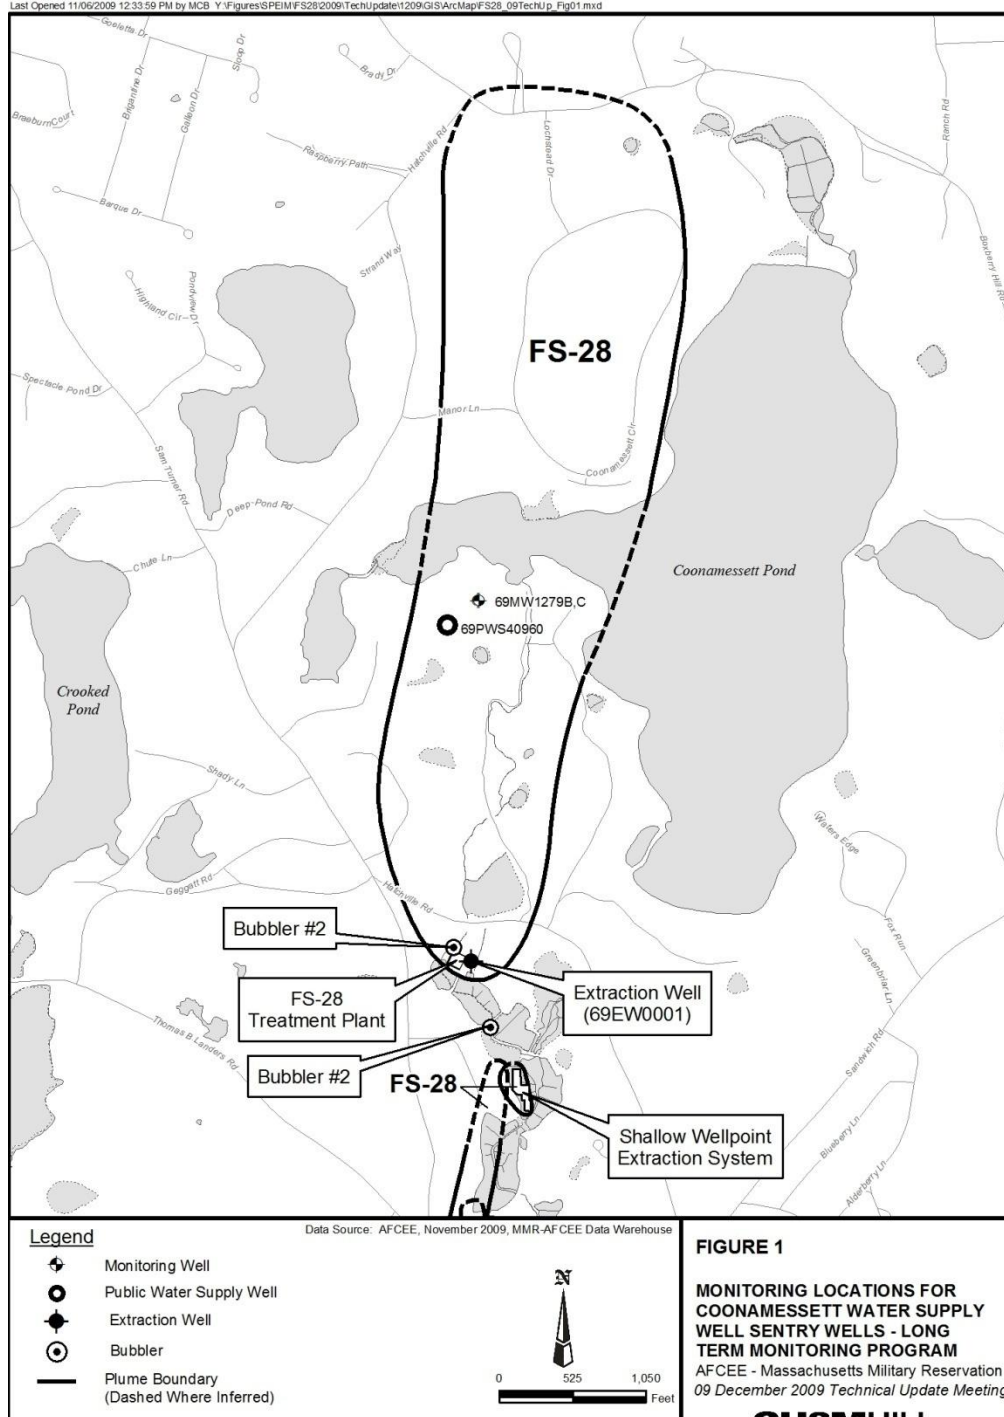 Last Opened 11/06/2009 12:33:59 PM by MCB Y:\Figures\SPEIM\FS28\2009\TechUpdate\1209\GIS\ArcMap\FS28_09TechUp_Fig01.mxd
Goeletta Dr
Sloop Dr
Brady Dr
Brigantine Dr
Galleon Dr
Braeburn Court
Ranch Rd
Lochstead Dr
Hatchville Rd
Raspberry Path
Barque Dr
Strand Way
Boxberry Hill Rd
Pondview Dr
Highland Cir
FS-28
Spectacle Pond Dr
Manor Ln
Sam Turner Rd
Coonamessett Cir
Deep Pond Rd
Chute Ln
Coonamessett Pond
69MW1279B,C
69PWS40960
Crooked
Pond
Shady Ln
Waters Edge
Geggatt Rd
Hatchville Rd
Bubbler #2
Fox Run
Greenbriar Ln
FS-28
Treatment Plant
Extraction Well
(69EW0001)
Thomas B Landers Rd
Sandwich Rd
Bubbler #2
FS-28
Shallow Wellpoint
Extraction System
Blueberry Ln
Alderberry Ln
Data Source: AFCEE, November 2009, MMR-AFCEE Data Warehouse
Legend
Monitoring Well
Public Water Supply Well
Extraction Well
Bubbler
Plume Boundary
(Dashed Where Inferred)
N
0 525 1,050
Feet
FIGURE 1
MONITORING LOCATIONS FOR
COONAMESSETT WATER SUPPLY
WELL SENTRY WELLS - LONG
TERM MONITORING PROGRAM
AFCEE - Massachusetts Military Reservation
09 December 2009 Technical Update Meeting